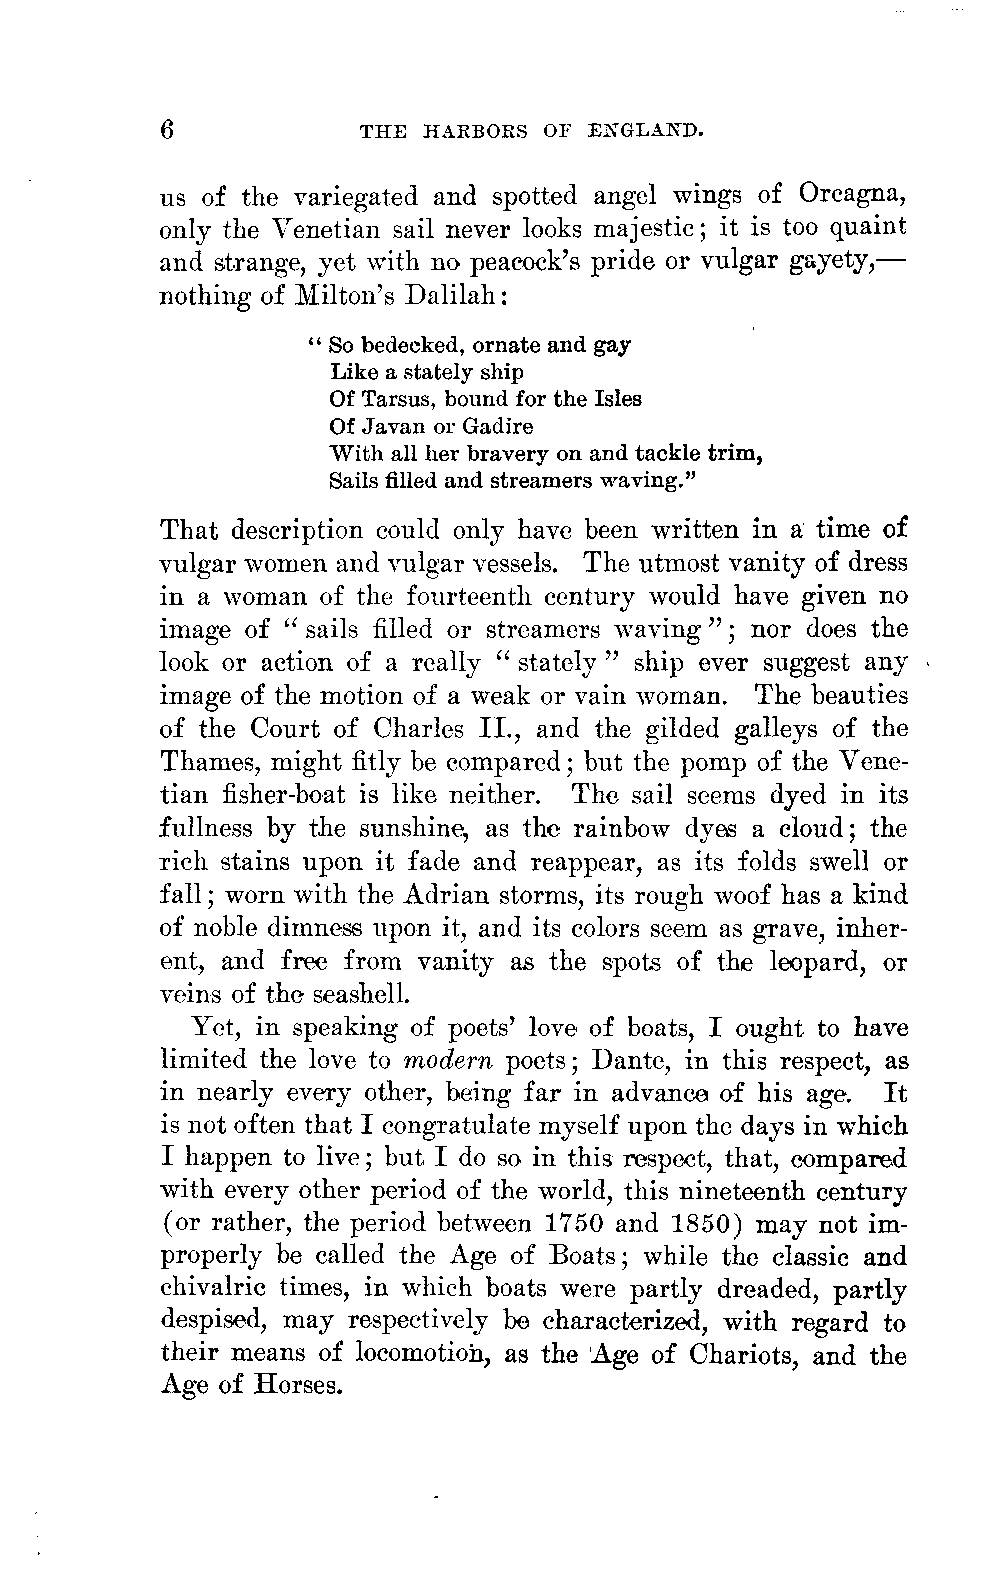 6 THE HARBORS OF ENGLAND.
us of the variegated and spotted angel wings of Orcagna,
only the Venetian sail never looks majestic; it is too quaint
and strange, yet with no peacock's pride or vulgar gayety,—
nothing of Milton's Dalilah:
“ So bedecked, ornate and gay
Like a stately ship
Of Tarsus, bound for the Isles
Of Javan or Gadire
With all her bravery on and tackle trim,
Sails filled and streamers waving.”
That description could only have been written in a time of
vulgar women and vulgar vessels. The utmost vanity of dress
in a woman of the fourteenth century would have given no
image of “ sails filled or streamers waving ”; nor does the
look or action of a really “ stately ” ship ever suggest any
image of the motion of a weak or vain woman. The beauties
of the Court of Charles II., and the gilded galleys of the
Thames, might fitly be compared; but the pomp of the Vene-
tian fisher-boat is like neither. The sail seems dyed in its
fullness by the sunshine, as the rainbow dyes a cloud; the
rich stains upon it fade and reappear, as its folds swell or
fall; worn with the Adrian storms, its rough woof has a kind
of noble dimness upon it, and its colors seem as grave, inher-
ent, and free from vanity as the spots of the leopard, or
veins of the seashell.
Yet, in speaking of poets' love of boats, I ought to have
limited the love to modern poets; Dante, in this respect, as
in nearly every other, being far in advance of his age. It
is not often that I congratulate myself upon the days in which
I happen to live; but I do so in this respect, that, compared
with every other period of the world, this nineteenth century
(or rather, the period between 1750 and 1850) may not im-
properly be called the Age of Boats; while the classic and
chivalric times, in which boats were partly dreaded, partly
despised, may respectively be characterized, with regard to
their means of locomotion, as the Age of Chariots, and the
Age of Horses.